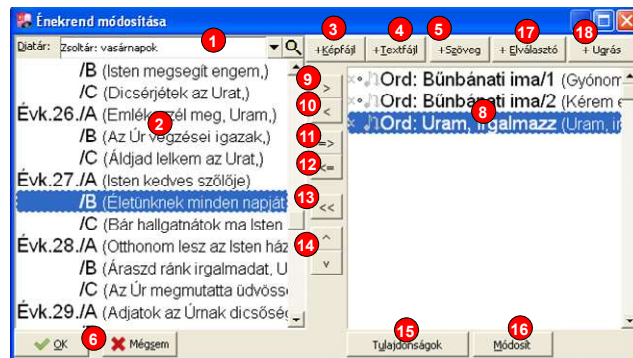 Énekrend módosítása
3 4 5 17 18
Diatár: Zsoltár: vasárnapok 1 +Képfájl +Textfájl +Szöveg + Elválasztó + Ugrás
/B (Isten megsegít engem,)
/C (Dicsérjétek az Urat,)
Évk.26./A (Emlékezzél meg, Uram,)
/B (Az Úr végzései igazak,)
/C (Áldjad lelkem az Urat,)
Évk.27./A (Isten kedves szőlője)
/B (Életünknek minden napját
/C (Bár hallgatnátok ma Isten
Évk.28./A (Otthonom lesz az Isten ház
/B (Áraszd ránk irgalmadat, U
/C (Az Úr megmutatta üdvöss
Évk.29./A (Adjatok az Úrnak dicsőség
2
9 >
10 <
11 =>
12 <=
13 <<
14 ^
v
Ord: Bűnbánati ima/1 (Gyónom
Ord: Bűnbánati ima/2 (Kérem é
Ord: Uram, irgalmazz (Uram, ir
8
15 16
OK 6 Mégsem Tulajdonságok Módosít